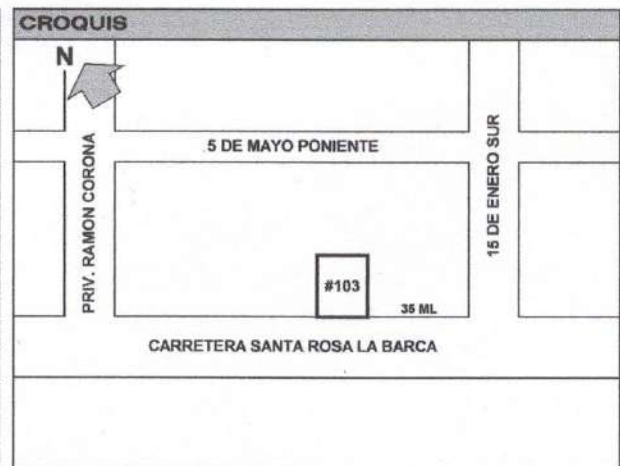 CROQUIS
N
5 DE MAYO PONIENTE
PRIV. RAMON CORONA
15 DE ENERO SUR
#103
35 ML
CARRETERA SANTA ROSA LA BARCA